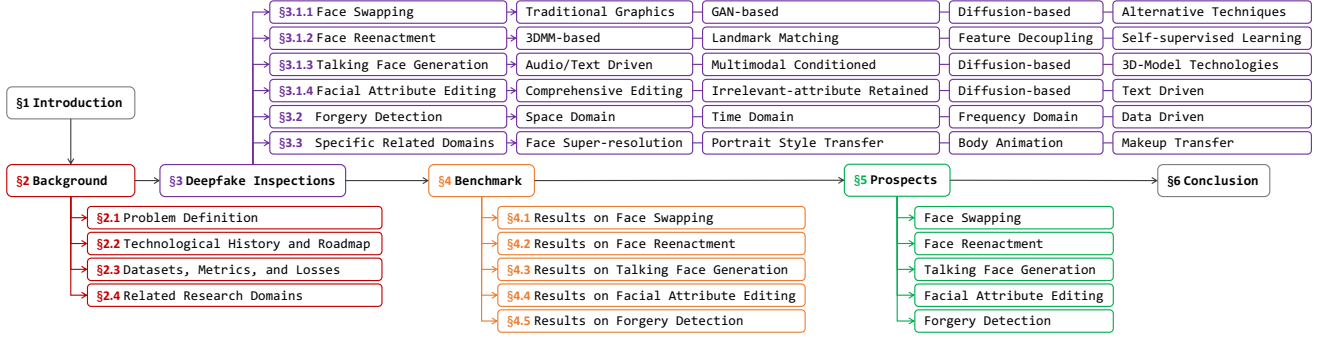 §3.1.1 Face Swapping Traditional Graphics GAN-based Diffusion-based Alternative Techniques
§3.1.2 Face Reenactment 3DMM-based Landmark Matching Feature Decoupling Self-supervised Learning
§3.1.3 Talking Face Generation Audio/Text Driven Multimodal Conditioned Diffusion-based 3D-Model Technologies
§3.1.4 Facial Attribute Editing Comprehensive Editing Irrelevant-attribute Retained Diffusion-based Text Driven
§3.2 Forgery Detection Space Domain Time Domain Frequency Domain Data Driven
§3.3 Specific Related Domains Face Super-resolution Portrait Style Transfer Body Animation Makeup Transfer
§1 Introduction
§2 Background §3 Deepfake Inspections §4 Benchmark §5 Prospects §6 Conclusion
§2.1 Problem Definition
§2.2 Technological History and Roadmap
§2.3 Datasets, Metrics, and Losses
§2.4 Related Research Domains
§4.1 Results on Face Swapping
§4.2 Results on Face Reenactment
§4.3 Results on Talking Face Generation
§4.4 Results on Facial Attribute Editing
§4.5 Results on Forgery Detection
Face Swapping
Face Reenactment
Talking Face Generation
Facial Attribute Editing
Forgery Detection